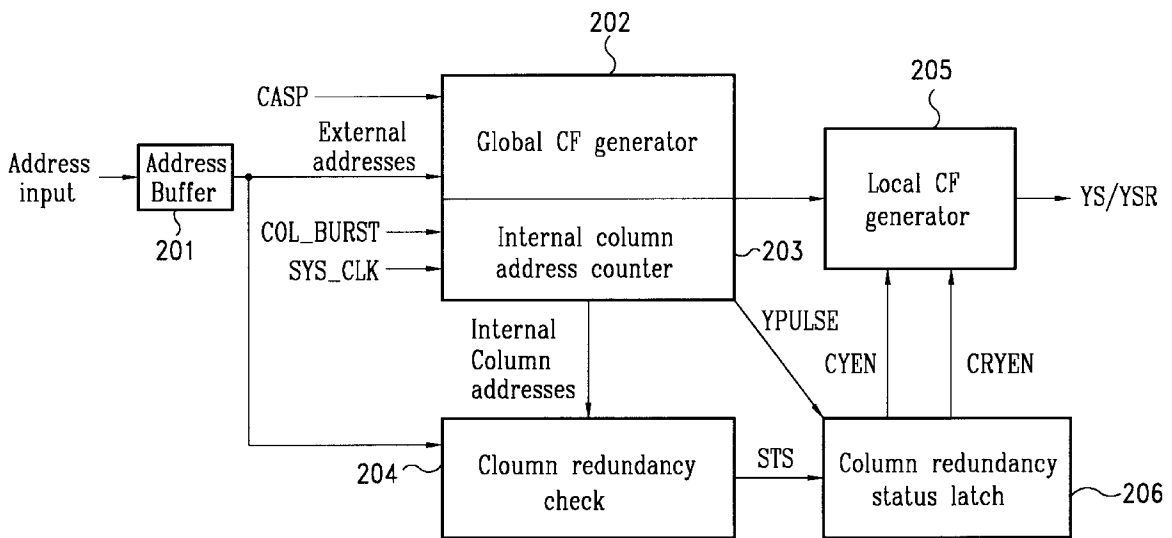 202
205
CASP
External
addresses
Global CF generator
Address
input
Address
Buffer
201
Local CF
generator
YS/YSR
COL_BURST
SYS_CLK
Internal column
address counter
203
Internal
Column
addresses
YPULSE
CYEN
CRYEN
204
Cloumn redundancy
check
STS
Column redundancy
status latch
206